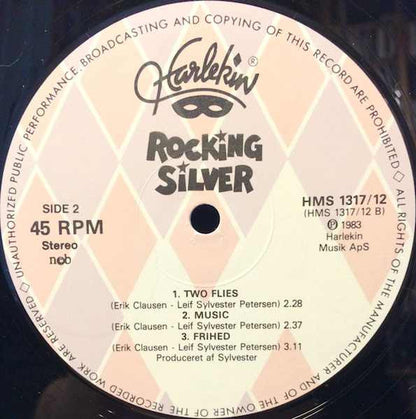 UNAUTHORIZED PUBLIC PERFORMANCE, BROADCASTING AND COPYING OF THIS RECORD ARE PROHIBITED ◇ ALL RIGHTS OF THE MANUFACTURER AND OF THE OWNER OF THE RECORDED WORK ARE RESERVED ◇
Harlekin®
ROCKING
SILVER
SIDE 2
45 RPM
Stereo
ncb
HMS 1317/12
(HMS 1317/12 B)
Ⓟ 1983
Harlekin
Musik ApS
1. TWO FLIES
(Erik Clausen - Leif Sylvester Petersen) 2.28
2. MUSIC
(Erik Clausen - Leif Sylvester Petersen) 2.37
3. FRIHED
(Erik Clausen - Leif Sylvester Petersen) 3.11
Produceret af Sylvester